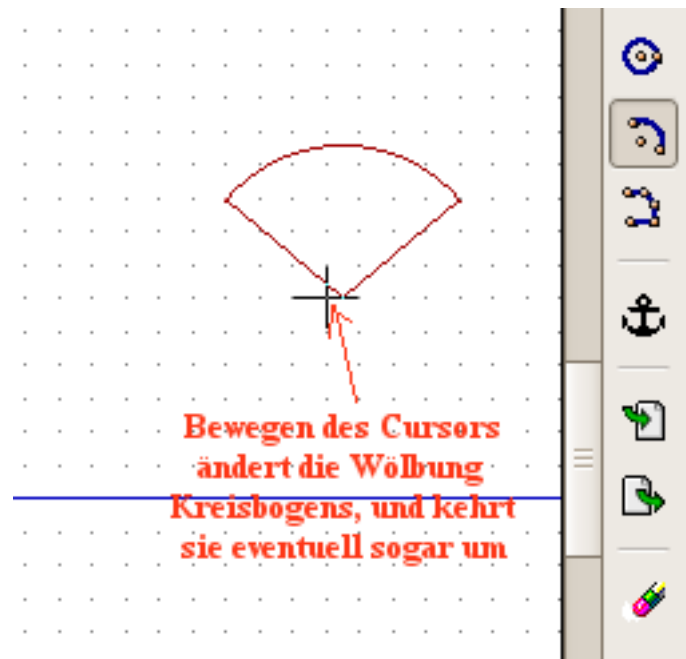 Bewegen des Cursors
ändert die Wölbung
Kreisbogens, und kehrt
sie eventuell sogar um